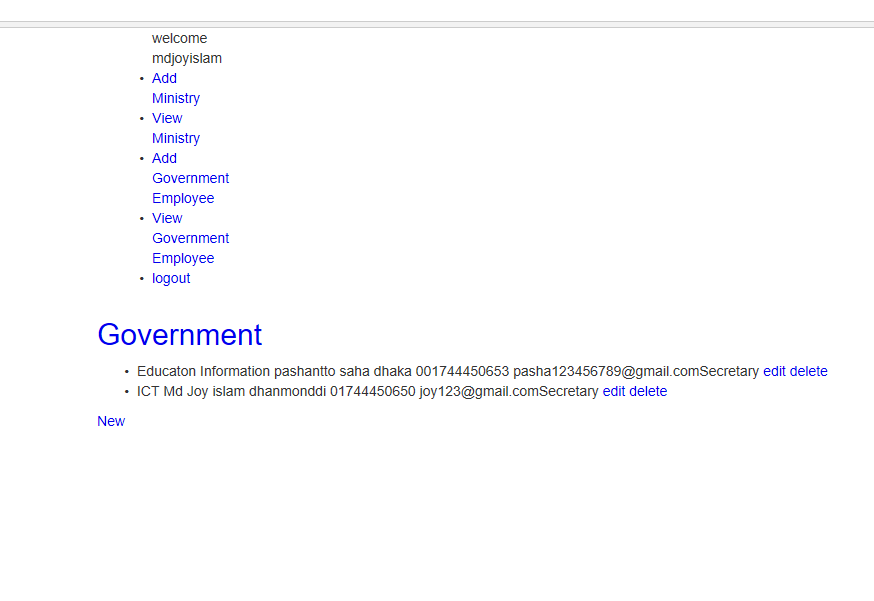 welcome
mdjoyislam
• Add
Ministry
• View
Ministry
• Add
Government
Employee
• View
Government
Employee
• logout
Government
• Educaton Information pashantto saha dhaka 001744450653 pasha123456789@gmail.comSecretary edit delete
• ICT Md Joy islam dhanmonddi 01744450650 joy123@gmail.comSecretary edit delete
New